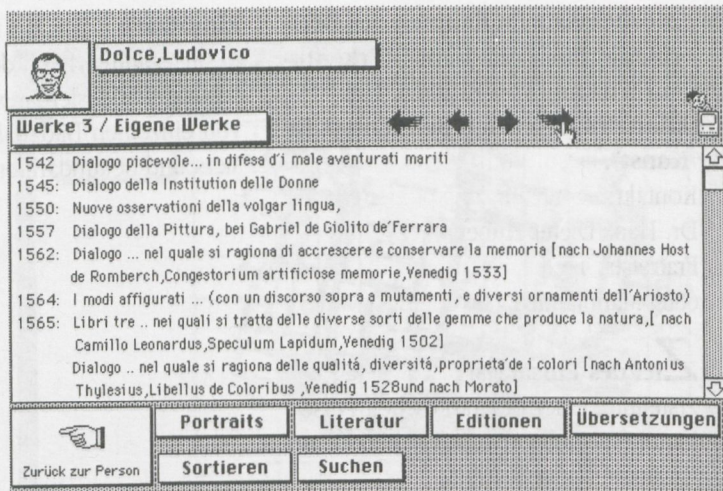 Dolce,Ludovico
Werke 3 / Eigene Werke
1542 Dialogo piacevole... in difesa d'i male aventurati mariti
1545: Dialogo della Institution delle Donne
1550: Nuove osservationi della volgar lingua,
1557 Dialogo della Pittura, bei Gabriel de Giolito de'Ferrara
1562: Dialogo ... nel quale si ragiona di accrescere e conservare la memoria [nach Johannes Host
de Romberch,Congestorium artificiose memorie,Venedig 1533]
1564: I modi affigurati ... (con un discorso sopra a mutamenti, e diversi ornamenti dell'Ariosto)
1565: Libri tre .. nei quali si tratta delle diverse sorti delle gemme che produce la natura,[ nach
Camillo Leonardus,Speculum Lapidum,Venedig 1502]
Dialogo .. nel quale si ragiona delle qualitá, diversitá,proprieta'de i colori [nach Antonius
Thylesius,Libellus de Coloribus ,Venedig 1528und nach Morato]
Portraits Literatur Editionen Übersetzungen
Zurück zur Person Sortieren Suchen